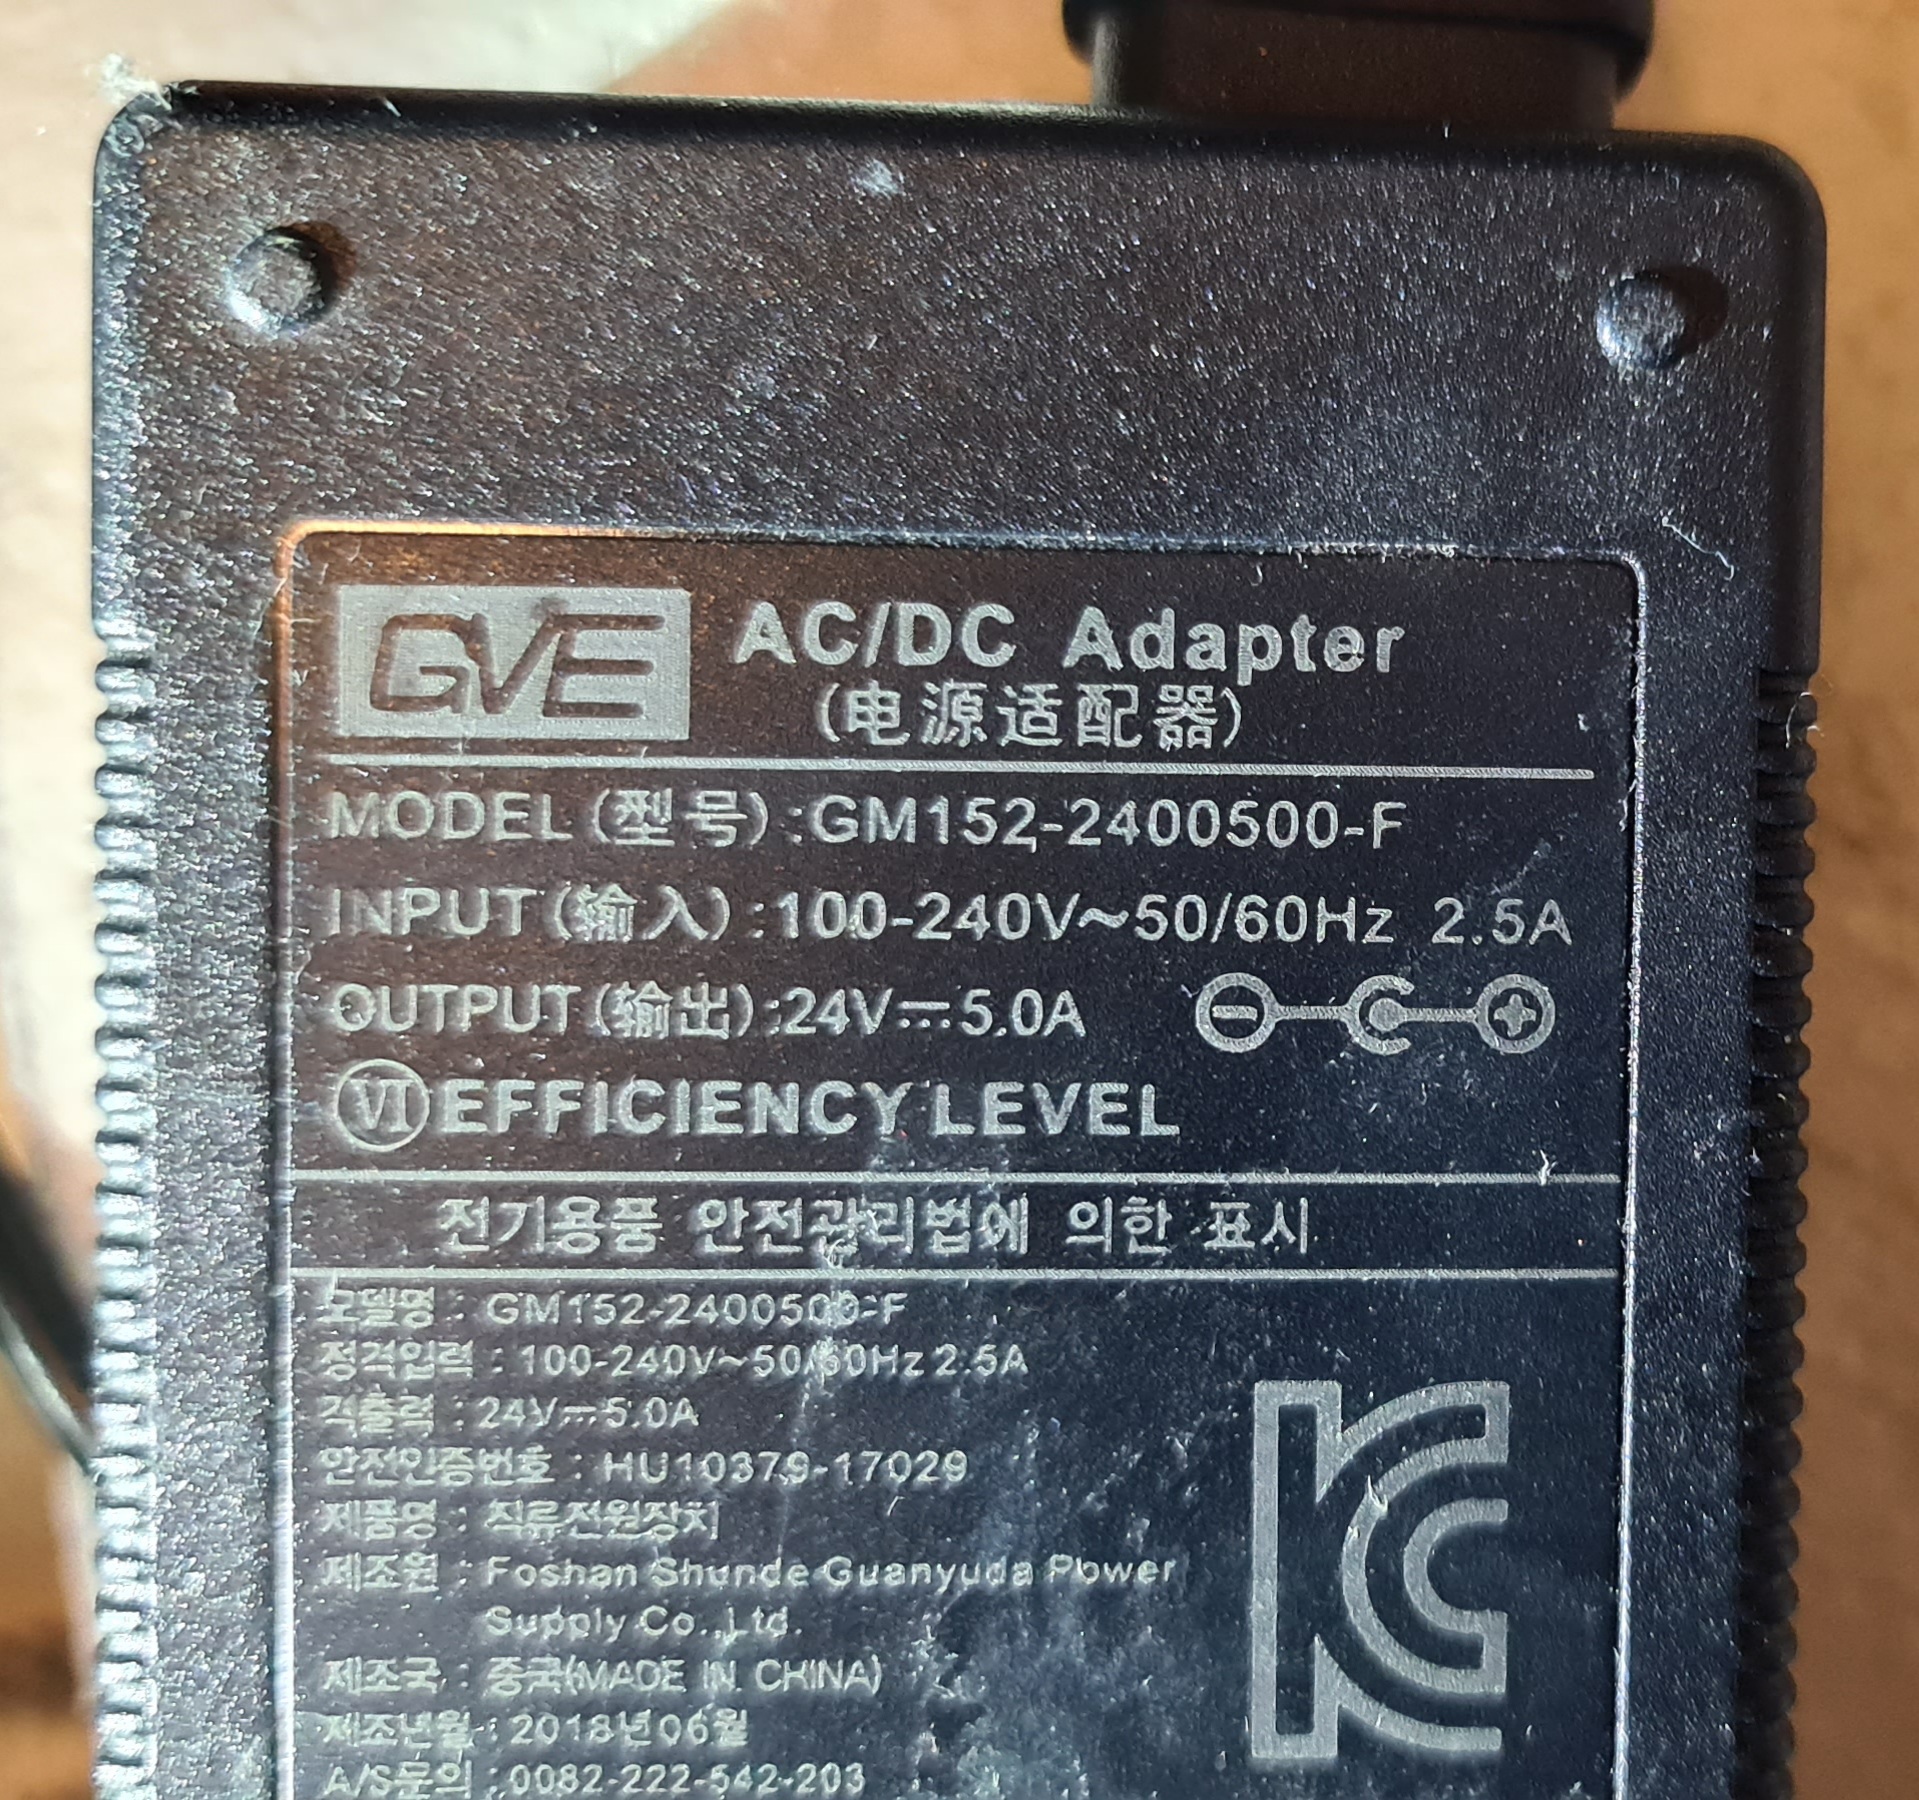 GVE AC/DC Adapter
(电源适配器)
MODEL(型号):GM152-2400500-F
INPUT(输入):100-240V~50/60Hz 2.5A
OUTPUT(输出):24V⎓5.0A
VI EFFICIENCY LEVEL
전기용품 안전관리법에 의한 표시
모델명 : GM152-2400500-F
정격입력 : 100-240V~50/60Hz 2.5A
격출력 : 24V⎓5.0A
안전인증번호 : HU10379-17029
제품명 : 직류전원장치
제조원 : Foshan Shunde Guanyuda Power
Supply Co.,Ltd.
제조국 : 중국(MADE IN CHINA)
제조년월 : 2018년06월
A/S문의 : 0082-222-542-203
KC